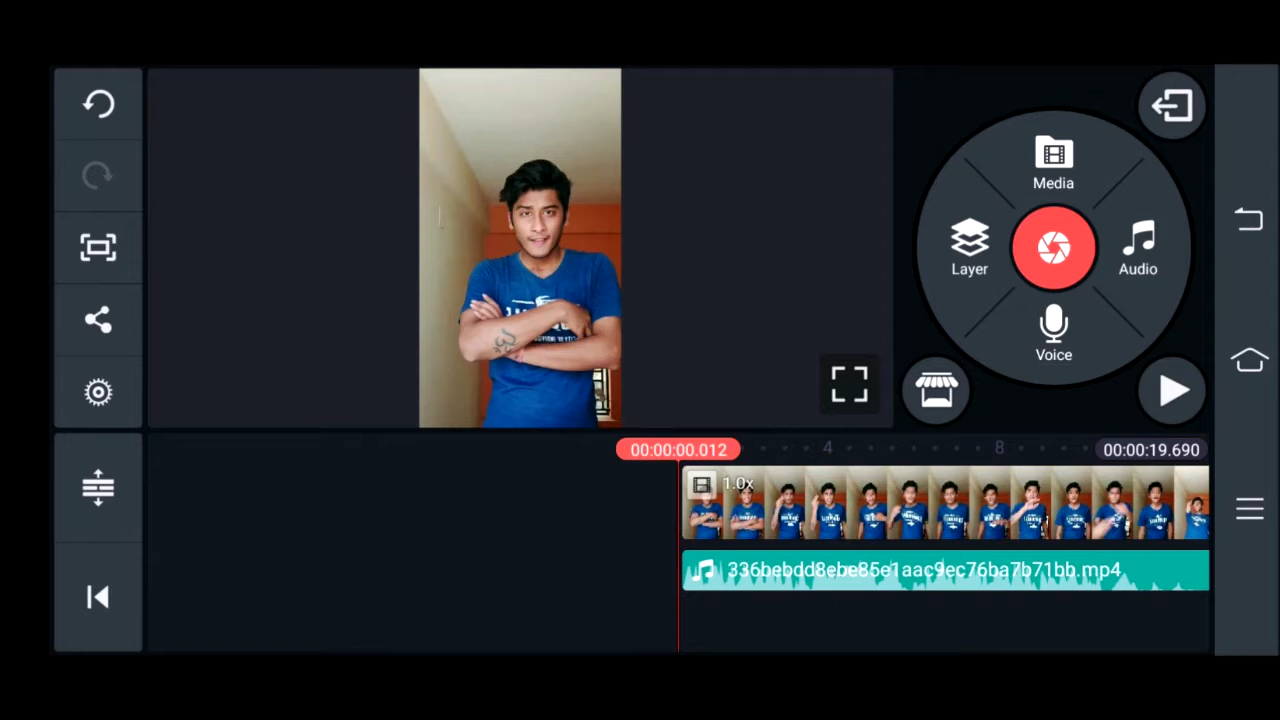 Media
Layer
Audio
Voice
00:00:00.012
4
8
00:00:19.690
1.0x
336bebdd8ebe85e1aac9ec76ba7b71bb.mp4